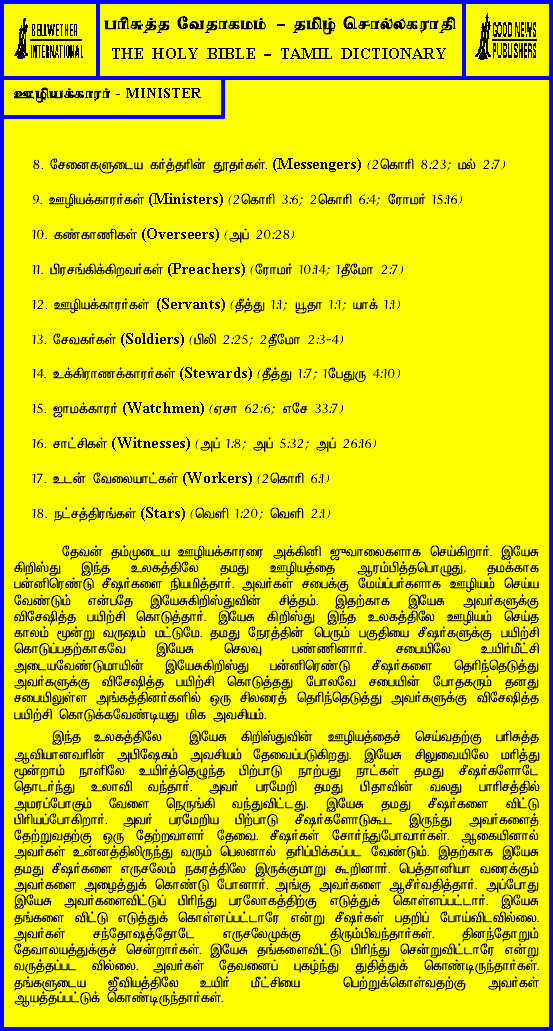 BELLWETHER
INTERNATIONAL
பரிசுத்த வேதாகமம் – தமிழ் சொல்லகராதி
THE HOLY BIBLE – TAMIL DICTIONARY
GOOD NEWS
PUBLISHERS
ஊழியக்காரர் - MINISTER
8. சேனைகளுடைய கர்த்தரின் தூதர்கள். (Messengers) (2கொரி 8:23; மல் 2:7)
9. ஊழியக்காரர்கள் (Ministers) (2கொரி 3:6; 2கொரி 6:4; ரோமர் 15:16)
10. கண்காணிகள் (Overseers) (அப் 20:28)
11. பிரசங்கிக்கிறவர்கள் (Preachers) (ரோமர் 10:14; 1தீமோ 2:7)
12. ஊழியக்காரர்கள் (Servants) (தீத்து 1:1; யூதா 1:1; யாக் 1:1)
13. சேவகர்கள் (Soldiers) (பிலி 2:25; 2தீமோ 2:3-4)
14. உக்கிராணக்காரர்கள் (Stewards) (தீத்து 1:7; 1பேதுரு 4:10)
15. ஜாமக்காரர் (Watchmen) (ஏசா 62:6; எசே 33:7)
16. சாட்சிகள் (Witnesses) (அப் 1:8; அப் 5:32; அப் 26:16)
17. உடன் வேலையாட்கள் (Workers) (2கொரி 6:1)
18. நட்சத்திரங்கள் (Stars) (வெளி 1:20; வெளி 2:1)
தேவன் தம்முடைய ஊழியக்காரரை அக்கினி ஜுவாலைகளாக செய்கிறார். இயேசு
கிறிஸ்து இந்த உலகத்திலே தமது ஊழியத்தை ஆரம்பித்தபொழுது, தமக்காக
பன்னிரெண்டு சீஷர்களை நியமித்தார். அவர்கள் சபைக்கு மேய்ப்பர்களாக ஊழியம் செய்ய
வேண்டும் என்பதே இயேசுகிறிஸ்துவின் சித்தம். இதற்காக இயேசு அவர்களுக்கு
விசேஷித்த பயிற்சி கொடுத்தார். இயேசு கிறிஸ்து இந்த உலகத்திலே ஊழியம் செய்த
காலம் மூன்று வருஷம் மட்டுமே. தமது நேரத்தின் பெரும் பகுதியை சீஷர்களுக்கு பயிற்சி
கொடுப்பதற்காகவே இயேசு செலவு பண்ணினார். சபையிலே உயிர்மீட்சி
அடையவேண்டுமாயின் இயேசுகிறிஸ்து பன்னிரெண்டு சீஷர்களை தெரிந்தெடுத்து
அவர்களுக்கு விசேஷித்த பயிற்சி கொடுத்தது போலவே சபையின் போதகரும் தனது
சபையிலுள்ள அங்கத்தினர்களில் ஒரு சிலரைத் தெரிந்தெடுத்து அவர்களுக்கு விசேஷித்த
பயிற்சி கொடுக்கவேண்டியது மிக அவசியம்.
இந்த உலகத்திலே இயேசு கிறிஸ்துவின் ஊழியத்தைச் செய்வதற்கு பரிசுத்த
ஆவியானவரின் அபிஷேகம் அவசியம் தேவைப்படுகிறது. இயேசு சிலுவையிலே மரித்து
மூன்றாம் நாளிலே உயிர்த்தெழுந்த பிற்பாடு நாற்பது நாட்கள் தமது சீஷர்களோடே
தொடர்ந்து உலாவி வந்தார். அவர் பரமேறி தமது பிதாவின் வலது பாரிசத்தில்
அமரப்போகும் வேளை நெருங்கி வந்துவிட்டது. இயேசு தமது சீஷர்களை விட்டு
பிரியப்போகிறார். அவர் பரமேறிய பிற்பாடு சீஷர்களோடுகூட இருந்து அவர்களைத்
தேற்றுவதற்கு ஒரு தேற்றவாளர் தேவை. சீஷர்கள் சோர்ந்துபோவார்கள். ஆகையினால்
அவர்கள் உன்னத்திலிருந்து வரும் பெலனால் தரிப்பிக்கப்பட வேண்டும். இதற்காக இயேசு
தமது சீஷர்களை எருசலேம் நகரத்திலே இருக்குமாறு கூறினார். பெத்தானியா வரைக்கும்
அவர்களை அழைத்துக் கொண்டு போனார். அங்கு அவர்களை ஆசீர்வதித்தார். அப்போது
இயேசு அவர்களைவிட்டுப் பிரிந்து பரலோகத்திற்கு எடுத்துக் கொள்ளப்பட்டார். இயேசு
தங்களை விட்டு எடுத்துக் கொள்ளப்பட்டாரே என்று சீஷர்கள் பதறிப் போய்விடவில்லை.
அவர்கள் சந்தோஷத்தோடே எருசலேமுக்கு திரும்பிவந்தார்கள். தினந்தோறும்
தேவாலயத்துக்குச் சென்றார்கள். இயேசு தங்களைவிட்டு பிரிந்து சென்றுவிட்டாரே என்று
வருத்தப்பட வில்லை. அவர்கள் தேவனைப் புகழ்ந்து துதித்துக் கொண்டிருந்தார்கள்.
தங்களுடைய ஜீவியத்திலே உயிர் மீட்சியை பெற்றுக்கொள்வதற்கு அவர்கள்
ஆயத்தப்பட்டுக் கொண்டிருந்தார்கள்.